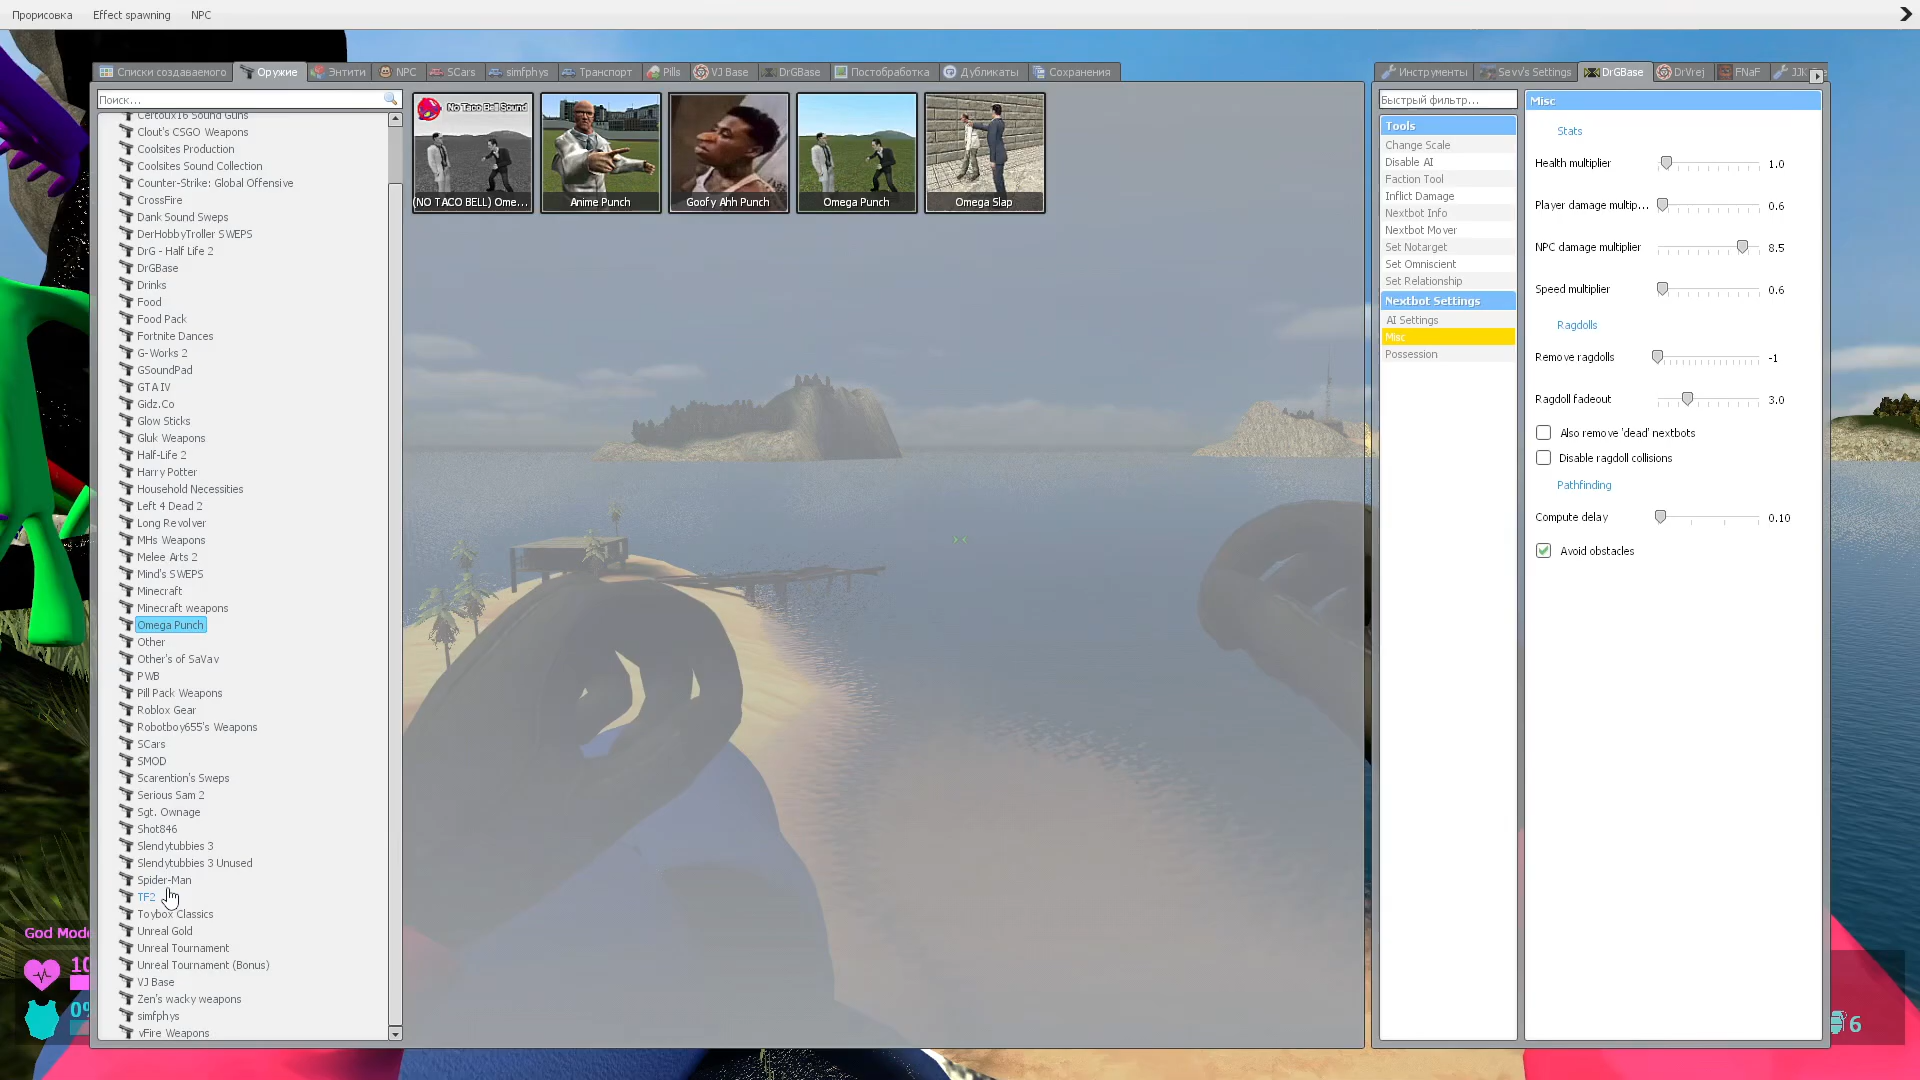 Прорисовка
Effect spawning
NPC
Списки создаваемого
Оружие
Энтити
NPC
SCars
simfphys
Транспорт
Pills
VJ Base
DrGBase
Постобработка
Дубликаты
Сохранения
Поиск...
Certoux16 Sound Guns
Clout's CSGO Weapons
Coolsites Production
Coolsites Sound Collection
Counter-Strike: Global Offensive
CrossFire
Dank Sound Sweps
DerHobbyTroller SWEPS
DrG - Half Life 2
DrGBase
Drinks
Food
Food Pack
Fortnite Dances
G-Works 2
GSoundPad
GTA IV
Gidz.Co
Glow Sticks
Gluk Weapons
Half-Life 2
Harry Potter
Household Necessities
Left 4 Dead 2
Long Revolver
MHs Weapons
Melee Arts 2
Mind's SWEPS
Minecraft
Minecraft weapons
Omega Punch
Other
Other's of SaVav
PWB
Pill Pack Weapons
Roblox Gear
Robotboy655's Weapons
SCars
SMOD
Scarention's Sweps
Serious Sam 2
Sgt. Ownage
Shot846
Slendytubbies 3
Slendytubbies 3 Unused
Spider-Man
TF2
Toybox Classics
Unreal Gold
Unreal Tournament
Unreal Tournament (Bonus)
VJ Base
Zen's wacky weapons
simfphys
vFire Weapons
No Taco Bell Sound
(NO TACO BELL) Ome...
Anime Punch
Goofy Ahh Punch
Omega Punch
Omega Slap
Инструменты
Sevv's Settings
DrGBase
DrVrej
FNaF
Быстрый фильтр...
Tools
Change Scale
Disable AI
Faction Tool
Inflict Damage
Nextbot Info
Nextbot Mover
Set Notarget
Set Omniscient
Set Relationship
Nextbot Settings
AI Settings
Misc
Possession
Misc
Stats
Health multiplier 1.0
Player damage multip... 0.6
NPC damage multiplier 8.5
Speed multiplier 0.6
Ragdolls
Remove ragdolls -1
Ragdoll fadeout 3.0
Also remove 'dead' nextbots
Disable ragdoll collisions
Pathfinding
Compute delay 0.10
Avoid obstacles
God Mode
10
0%
6